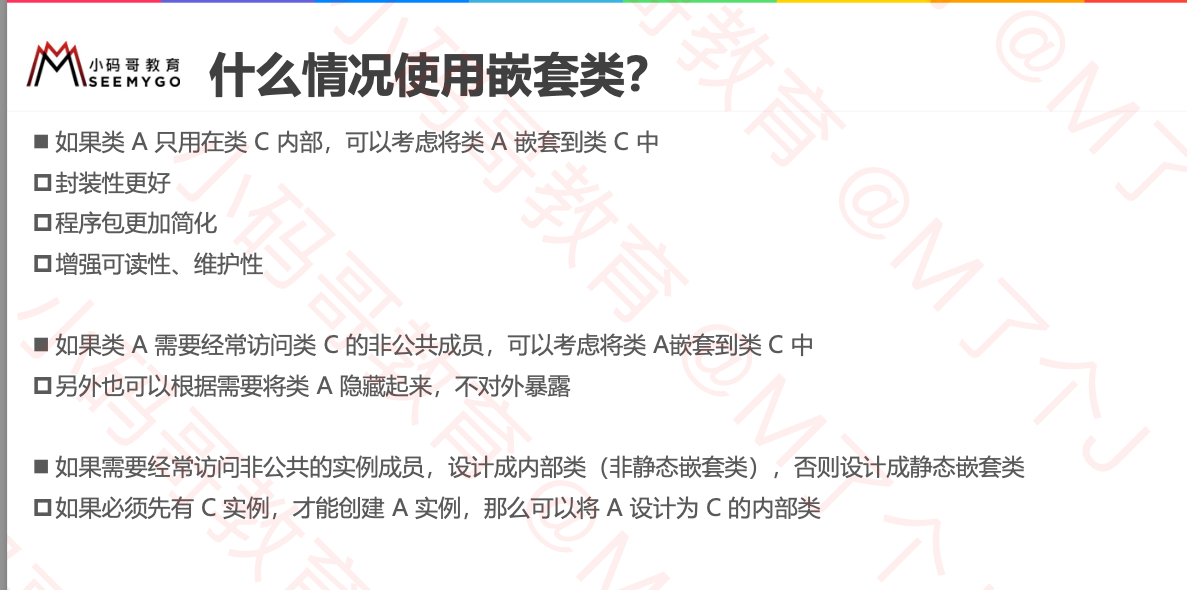 小码哥教育
SEEMYGO
什么情况使用嵌套类？
如果类 A 只用在类 C 内部，可以考虑将类 A 嵌套到类 C 中
封装性更好
程序包更加简化
增强可读性、维护性
如果类 A 需要经常访问类 C 的非公共成员，可以考虑将类 A嵌套到类 C 中
另外也可以根据需要将类 A 隐藏起来，不对外暴露
如果需要经常访问非公共的实例成员，设计成内部类（非静态嵌套类），否则设计成静态嵌套类
如果必须先有 C 实例，才能创建 A 实例，那么可以将 A 设计为 C 的内部类
小码哥教育 @M了个J
小码哥教育 @M了个J
小码哥教育 @M